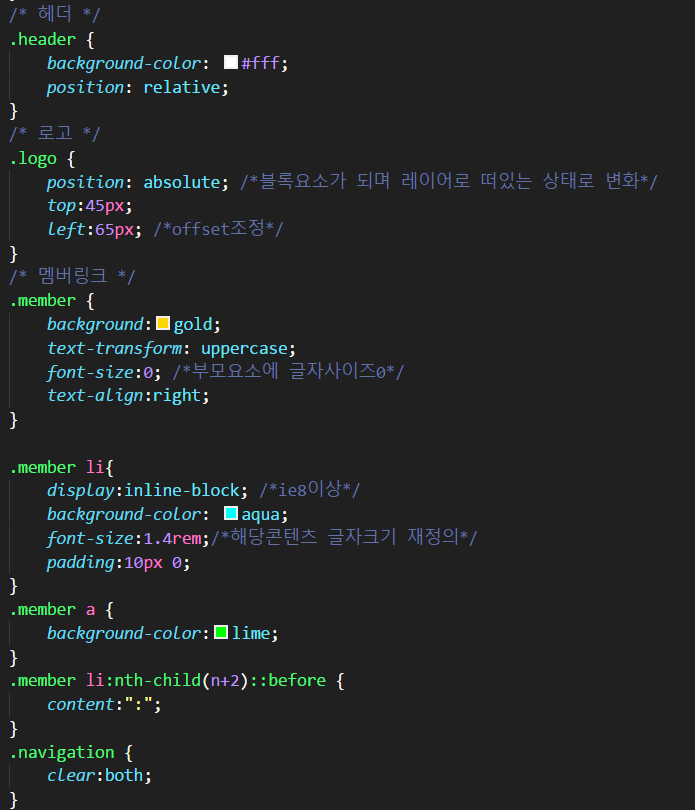 /* 헤더 */
.header {
background-color: #fff;
position: relative;
}
/* 로고 */
.logo {
position: absolute; /*블록요소가 되며 레이어로 떠있는 상태로 변화*/
top:45px;
left:65px; /*offset조정*/
}
/* 멤버링크 */
.member {
background:gold;
text-transform: uppercase;
font-size:0; /*부모요소에 글자사이즈0*/
text-align:right;
}
.member li{
display:inline-block; /*ie8이상*/
background-color: aqua;
font-size:1.4rem;/*해당콘텐츠 글자크기 재정의*/
padding:10px 0;
}
.member a {
background-color:lime;
}
.member li:nth-child(n+2)::before {
content:":";
}
.navigation {
clear:both;
}